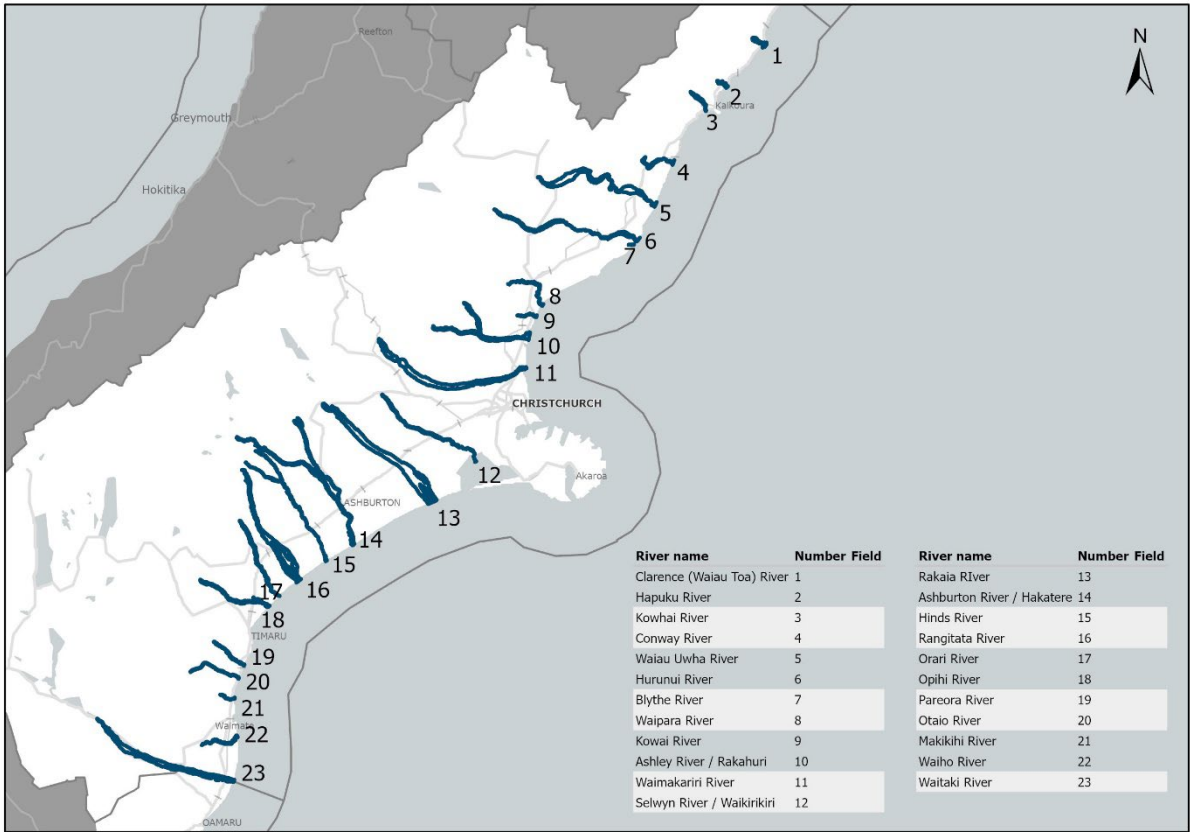 N
Reefton
Greymouth
Hokitika
Kaikoura
CHRISTCHURCH
Akaroa
ASHBURTON
TIMARU
Waimate
OAMARU
1
2
3
4
5
6
7
8
9
10
11
12
13
14
15
16
17
18
19
20
21
22
23
River name Number Field
Clarence (Waiau Toa) River 1
Hapuku River 2
Kowhai River 3
Conway River 4
Waiau Uwha River 5
Hurunui River 6
Blythe River 7
Waipara River 8
Kowai River 9
Ashley River / Rakahuri 10
Waimakariri River 11
Selwyn River / Waikirikiri 12
River name Number Field
Rakaia RIver 13
Ashburton River / Hakatere 14
Hinds River 15
Rangitata River 16
Orari River 17
Opihi River 18
Pareora River 19
Otaio River 20
Makikihi River 21
Waiho River 22
Waitaki River 23